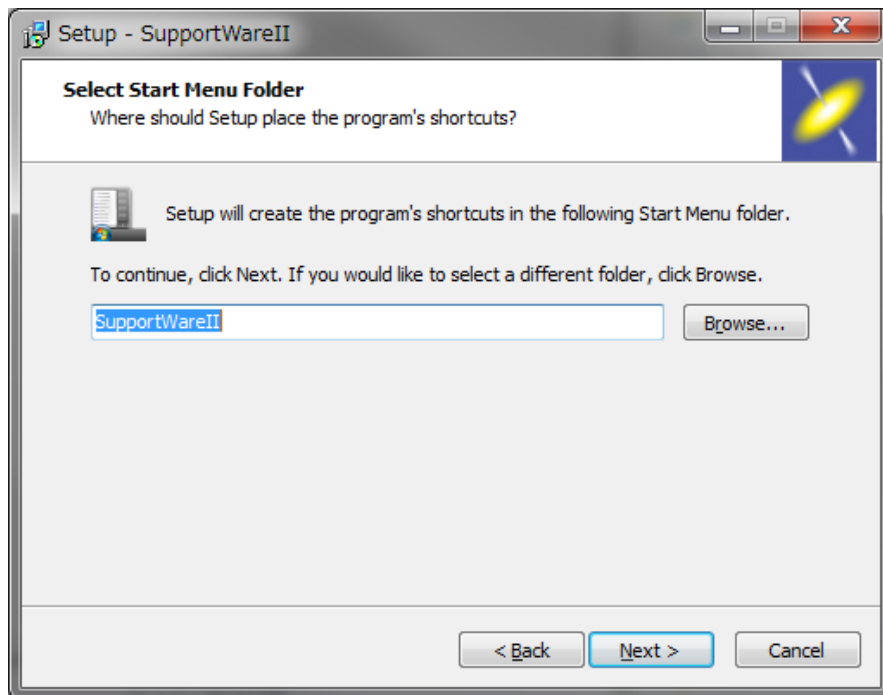 Setup - SupportWareII
Select Start Menu Folder
Where should Setup place the program's shortcuts?
Setup will create the program's shortcuts in the following Start Menu folder.
To continue, click Next. If you would like to select a different folder, click Browse.
SupportWareII
Browse...
< Back
Next >
Cancel